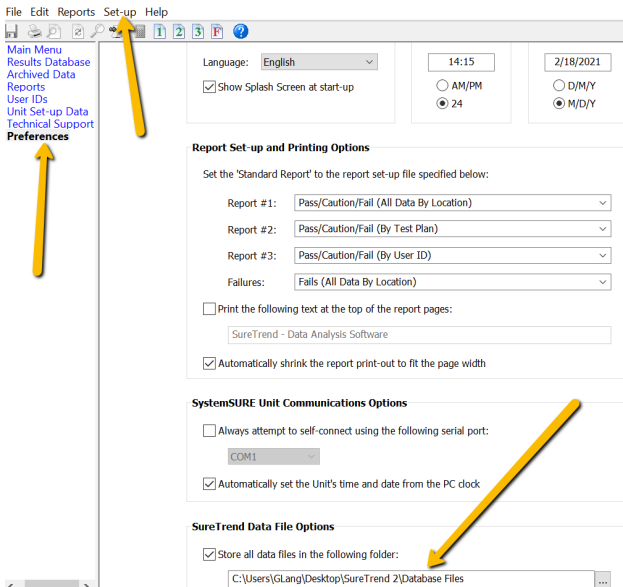 File Edit Reports Set-up Help
1 2 3 F ?
Main Menu
Results Database
Archived Data
Reports
User IDs
Unit Set-up Data
Technical Support
Preferences
Language: English
14:15
2/18/2021
Show Splash Screen at start-up
AM/PM
D/M/Y
24
M/D/Y
Report Set-up and Printing Options
Set the 'Standard Report' to the report set-up file specified below:
Report #1: Pass/Caution/Fail (All Data By Location)
Report #2: Pass/Caution/Fail (By Test Plan)
Report #3: Pass/Caution/Fail (By User ID)
Failures: Fails (All Data By Location)
Print the following text at the top of the report pages:
SureTrend - Data Analysis Software
Automatically shrink the report print-out to fit the page width
SystemSURE Unit Communications Options
Always attempt to self-connect using the following serial port:
COM1
Automatically set the Unit's time and date from the PC clock
SureTrend Data File Options
Store all data files in the following folder:
C:\Users\GLang\Desktop\SureTrend 2\Database Files
...